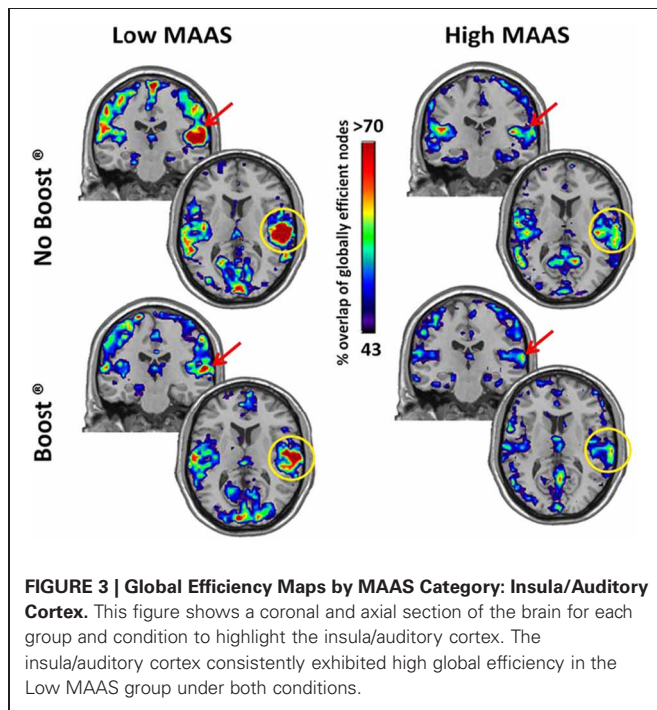 Low MAAS
High MAAS
No Boost ®
>70
% overlap of globally efficient nodes
43
Boost ®
FIGURE 3 | Global Efficiency Maps by MAAS Category: Insula/Auditory
Cortex. This figure shows a coronal and axial section of the brain for each
group and condition to highlight the insula/auditory cortex. The
insula/auditory cortex consistently exhibited high global efficiency in the
Low MAAS group under both conditions.